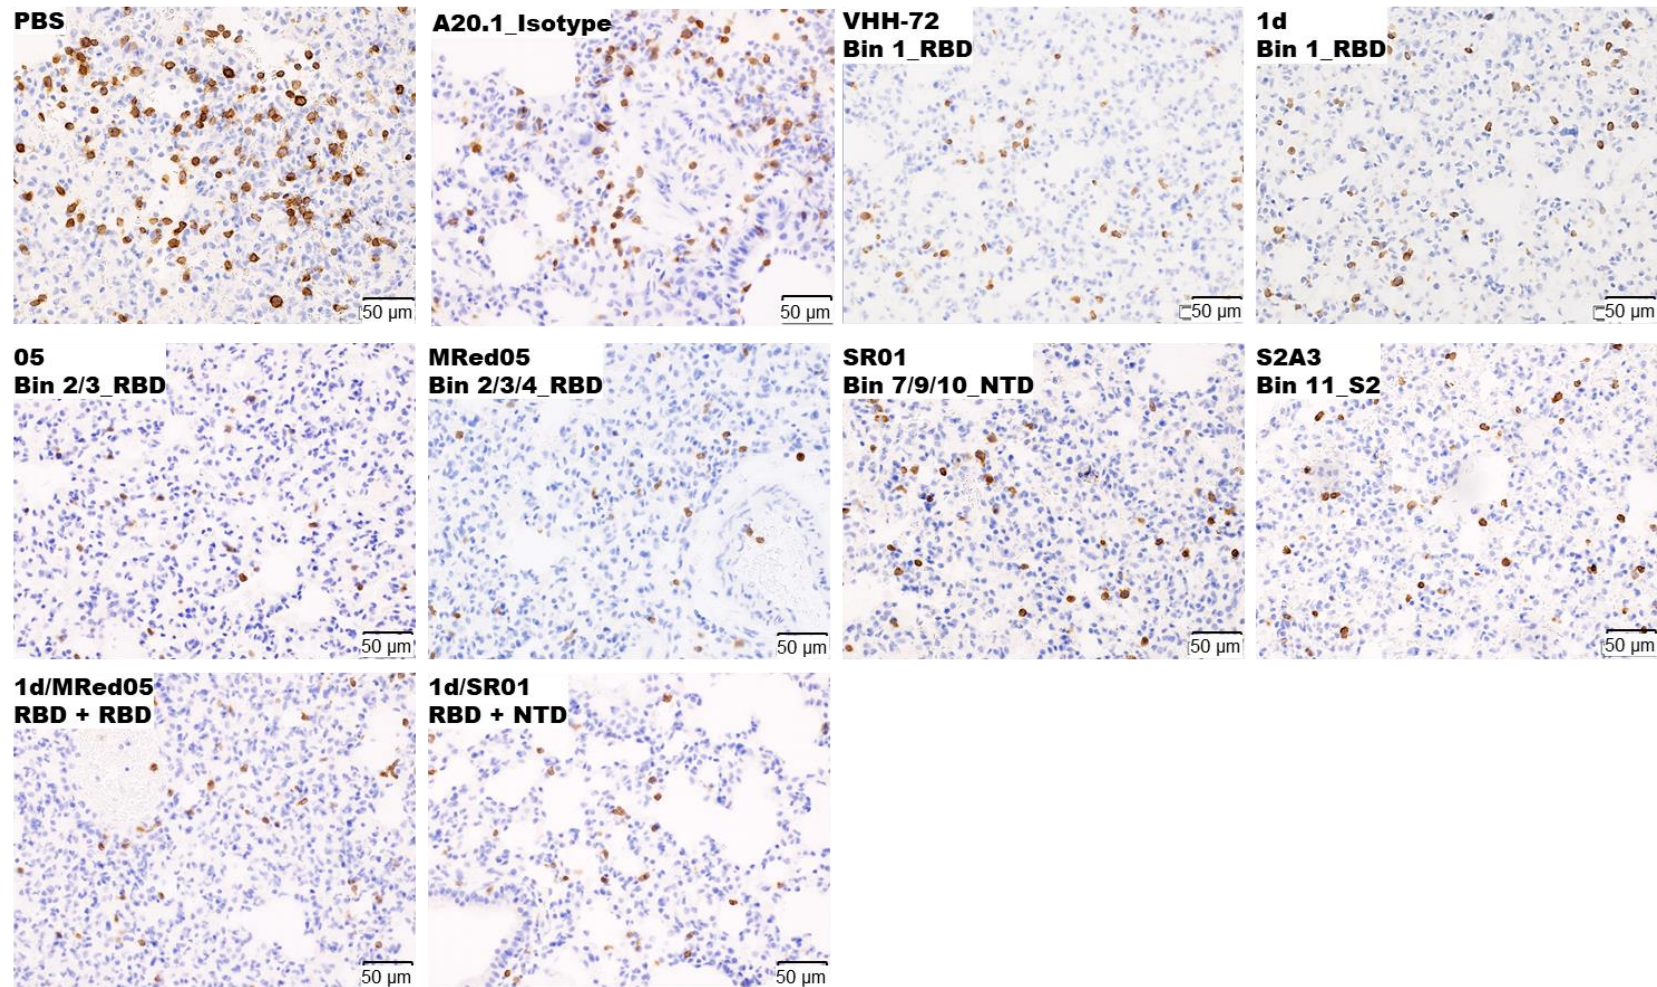 PBS
A20.1_Isotype
VHH-72
Bin 1_RBD
1d
Bin 1_RBD
50 µm
50 µm
50 µm
50 µm
05
Bin 2/3_RBD
MRed05
Bin 2/3/4_RBD
SR01
Bin 7/9/10_NTD
S2A3
Bin 11_S2
50 µm
50 µm
50 µm
50 µm
1d/MRed05
RBD + RBD
1d/SR01
RBD + NTD
50 µm
50 µm